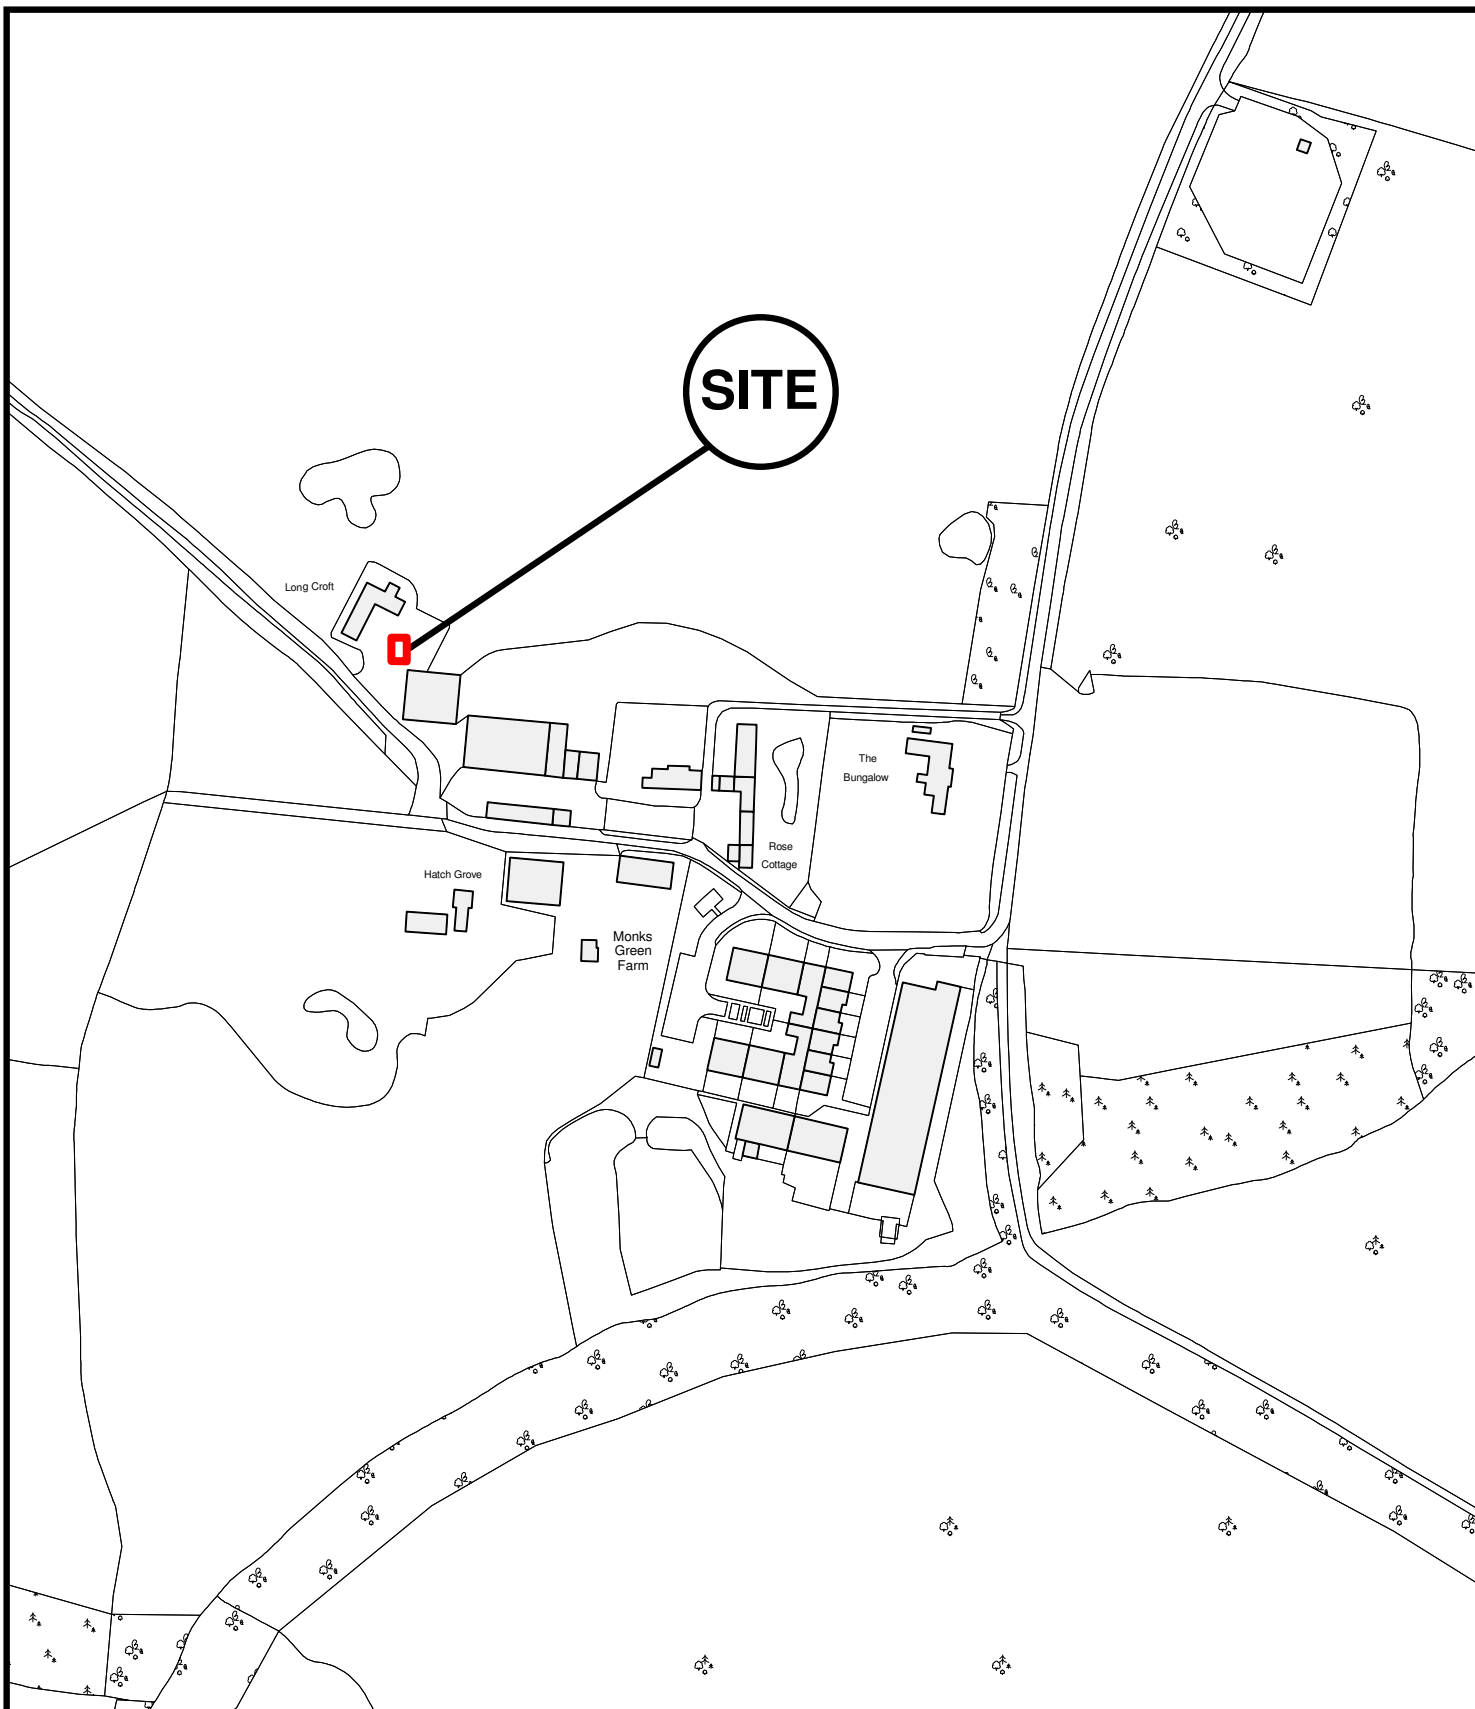 SITE
Long Croft
The
Bungalow
Rose
Cottage
Hatch Grove
Monks
Green
Farm